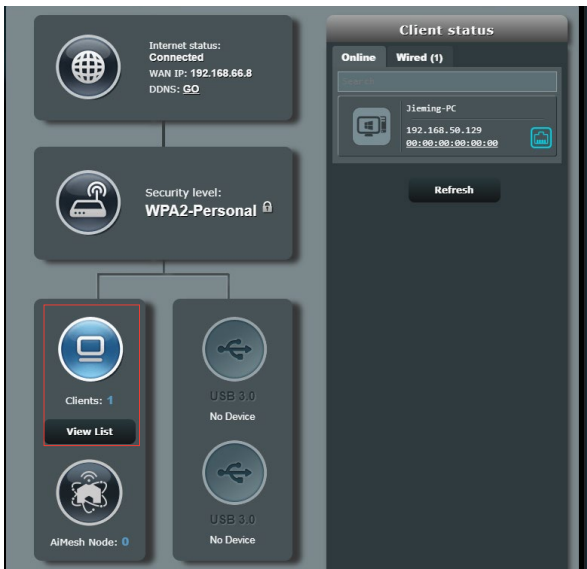 Internet status:
Connected
WAN IP: 192.168.66.8
DDNS: GO
Security level:
WPA2-Personal
Clients: 1
View List
AiMesh Node: 0
USB 3.0
No Device
USB 3.0
No Device
Client status
Online Wired (1)
Search
Jieming-PC
192.168.50.129
00:00:00:00:00:00
Refresh